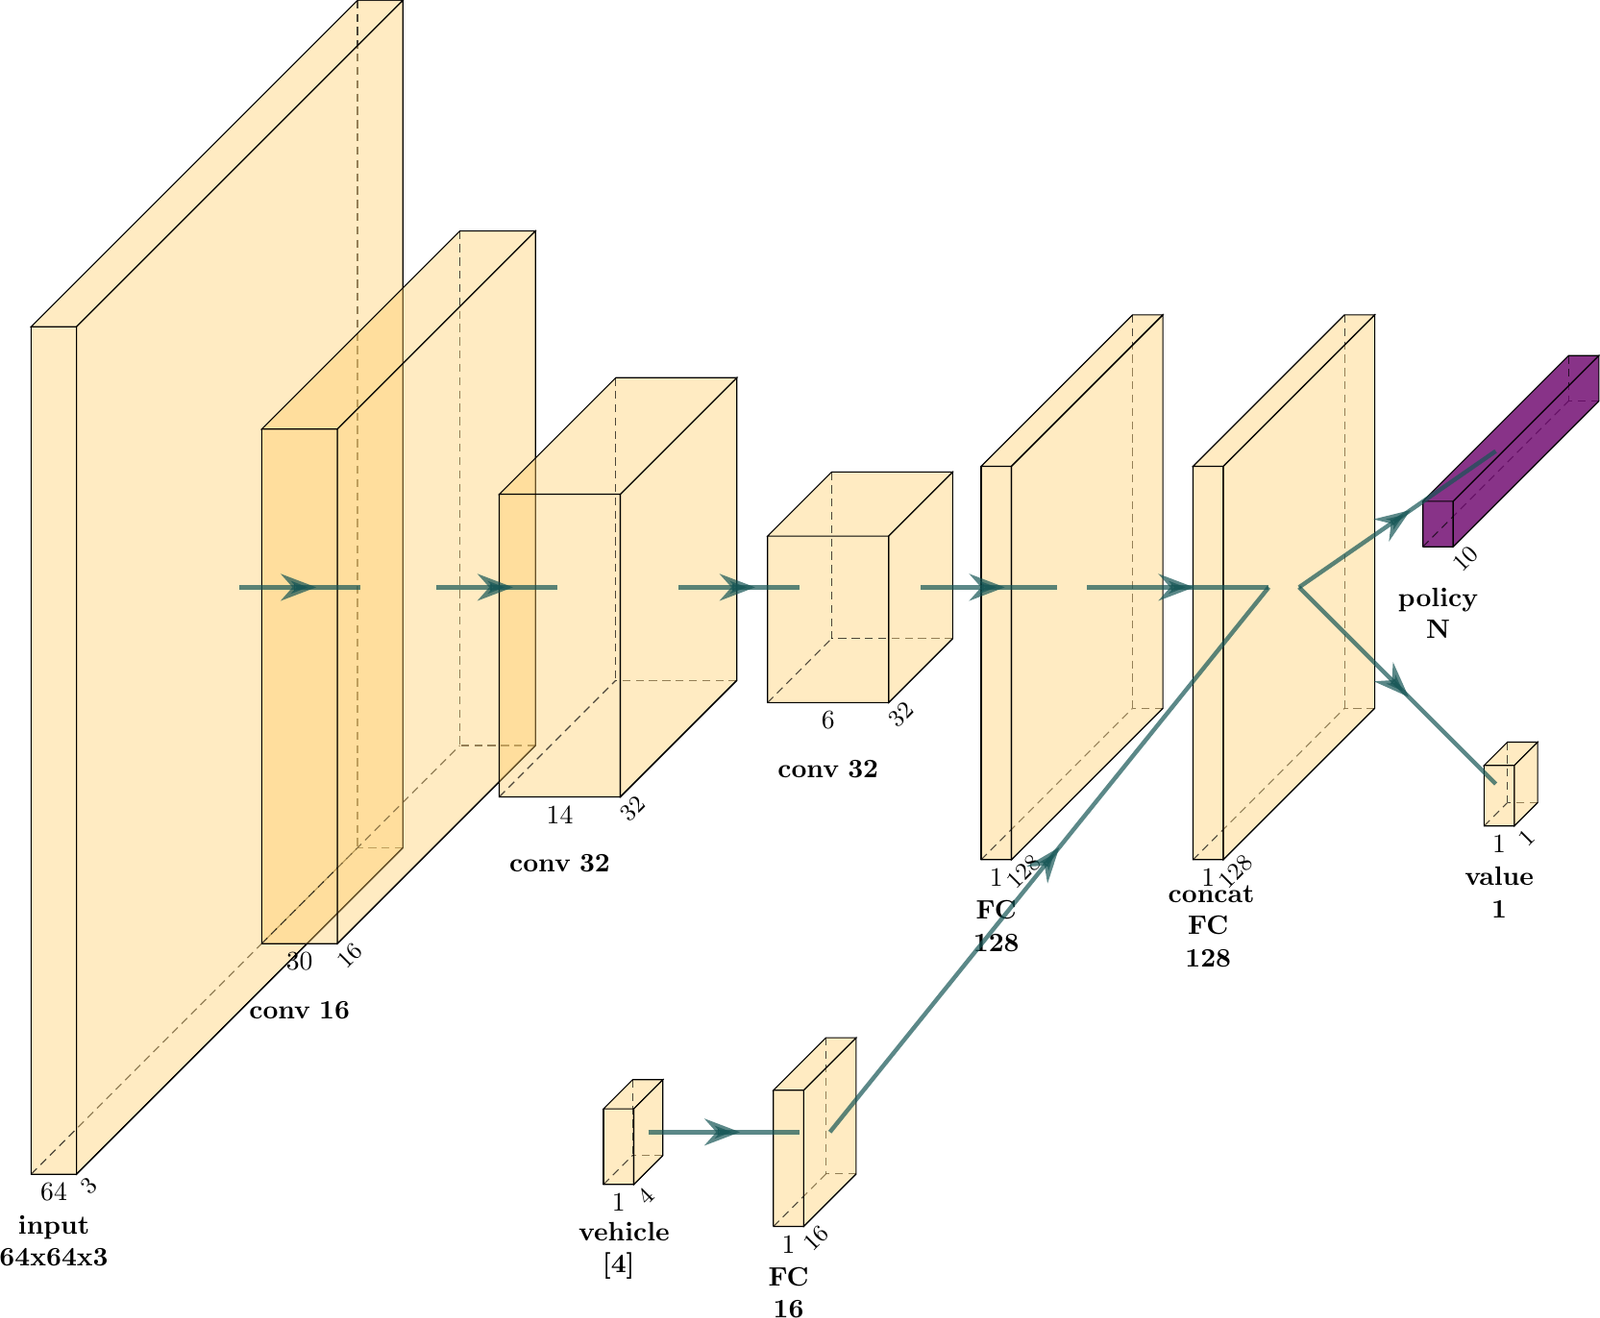 64 3
input
64x64x3
30 16
conv 16
14 32
conv 32
6 32
conv 32
1 128
FC
128
1 128
concat
FC
128
10
policy
N
1 1
value
1
1 4
vehicle
[4]
1 16
FC
16